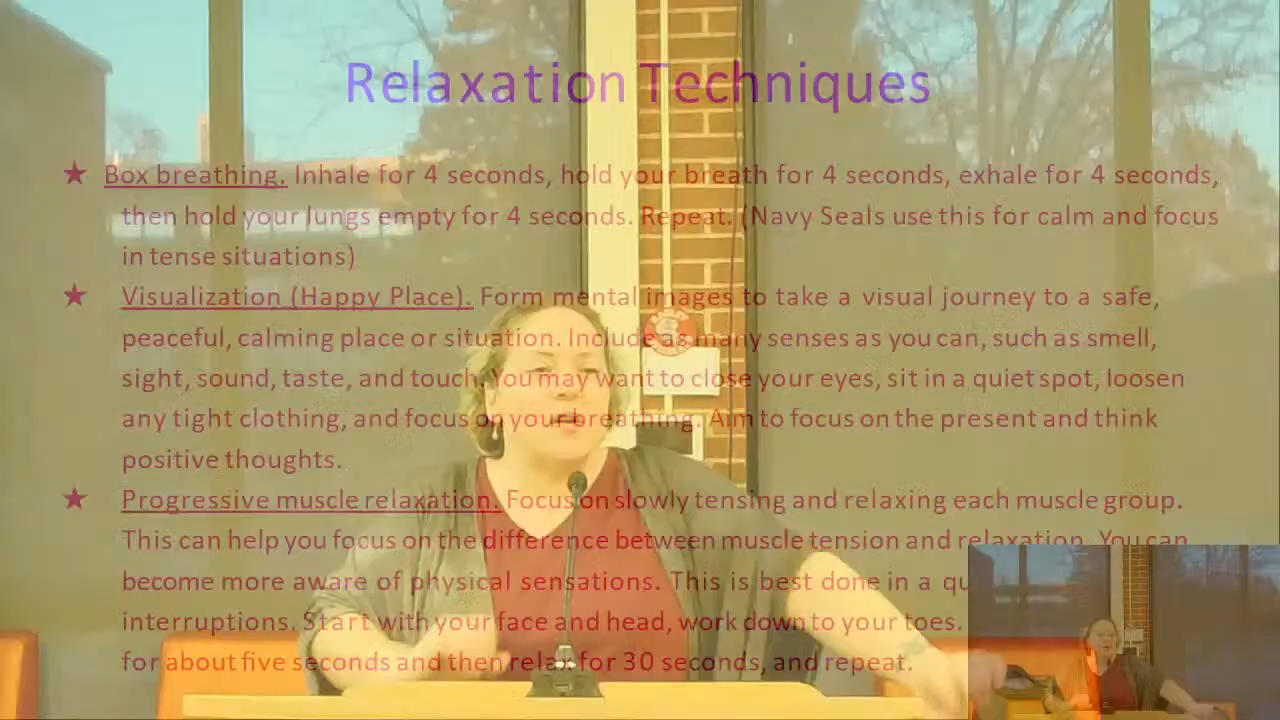 Relaxation Techniques
★ Box breathing. Inhale for 4 seconds, hold your breath for 4 seconds, exhale for 4 seconds,
then hold your lungs empty for 4 seconds. Repeat. (Navy Seals use this for calm and focus
in tense situations)
★ Visualization (Happy Place). Form mental images to take a visual journey to a safe,
peaceful, calming place or situation. Include as many senses as you can, such as smell,
sight, sound, taste, and touch. You may want to close your eyes, sit in a quiet spot, loosen
any tight clothing, and focus on your breathing. Aim to focus on the present and think
positive thoughts.
★ Progressive muscle relaxation. Focus on slowly tensing and relaxing each muscle group.
This can help you focus on the difference between muscle tension and relaxation. You can
become more aware of physical sensations. This is best done in a
interruptions. Start with your face and head, work down to your toes.
for about five seconds and then relax for 30 seconds, and repeat.